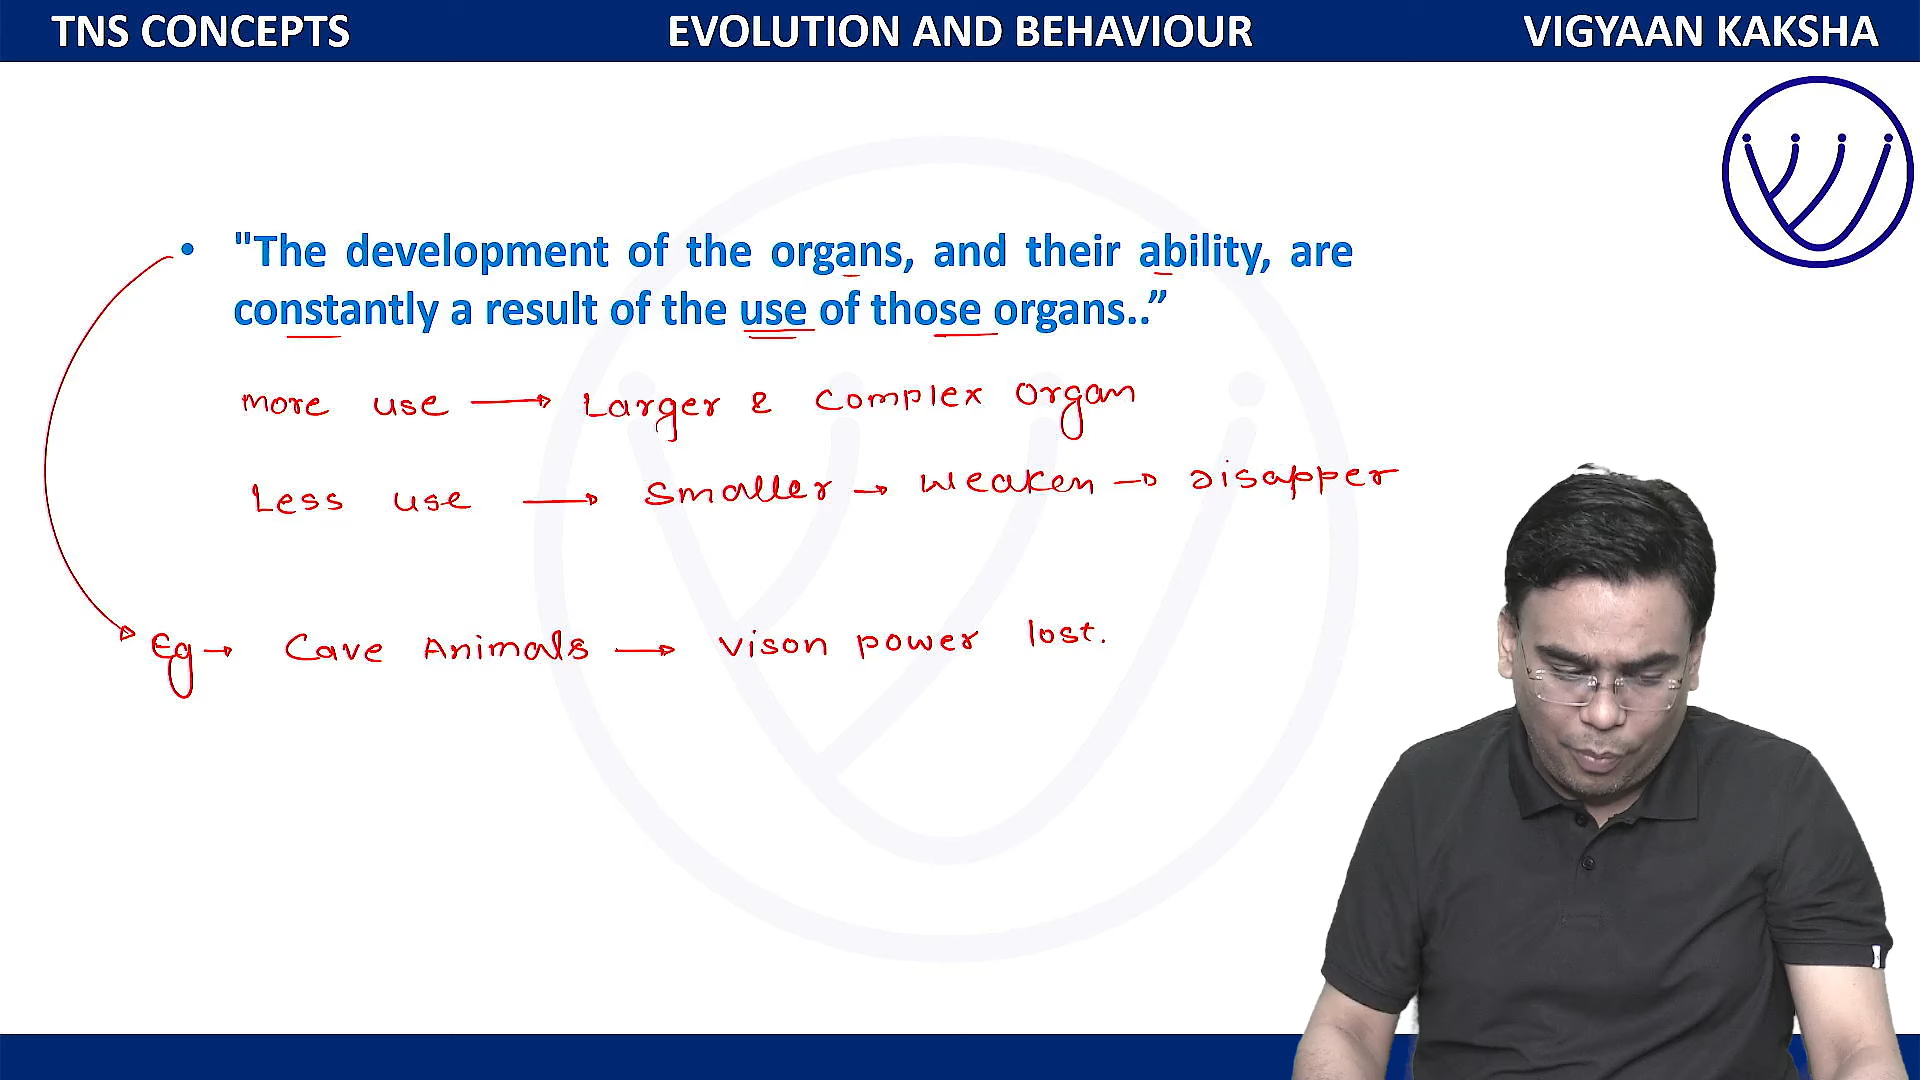 TNS CONCEPTS EVOLUTION AND BEHAVIOUR VIGYAAN KAKSHA
• "The development of the organs, and their ability, are
constantly a result of the use of those organs..”
more use → Larger & complex organ
Less use → smaller → weaken → Disapper
Eg → Cave Animals → vison power lost.